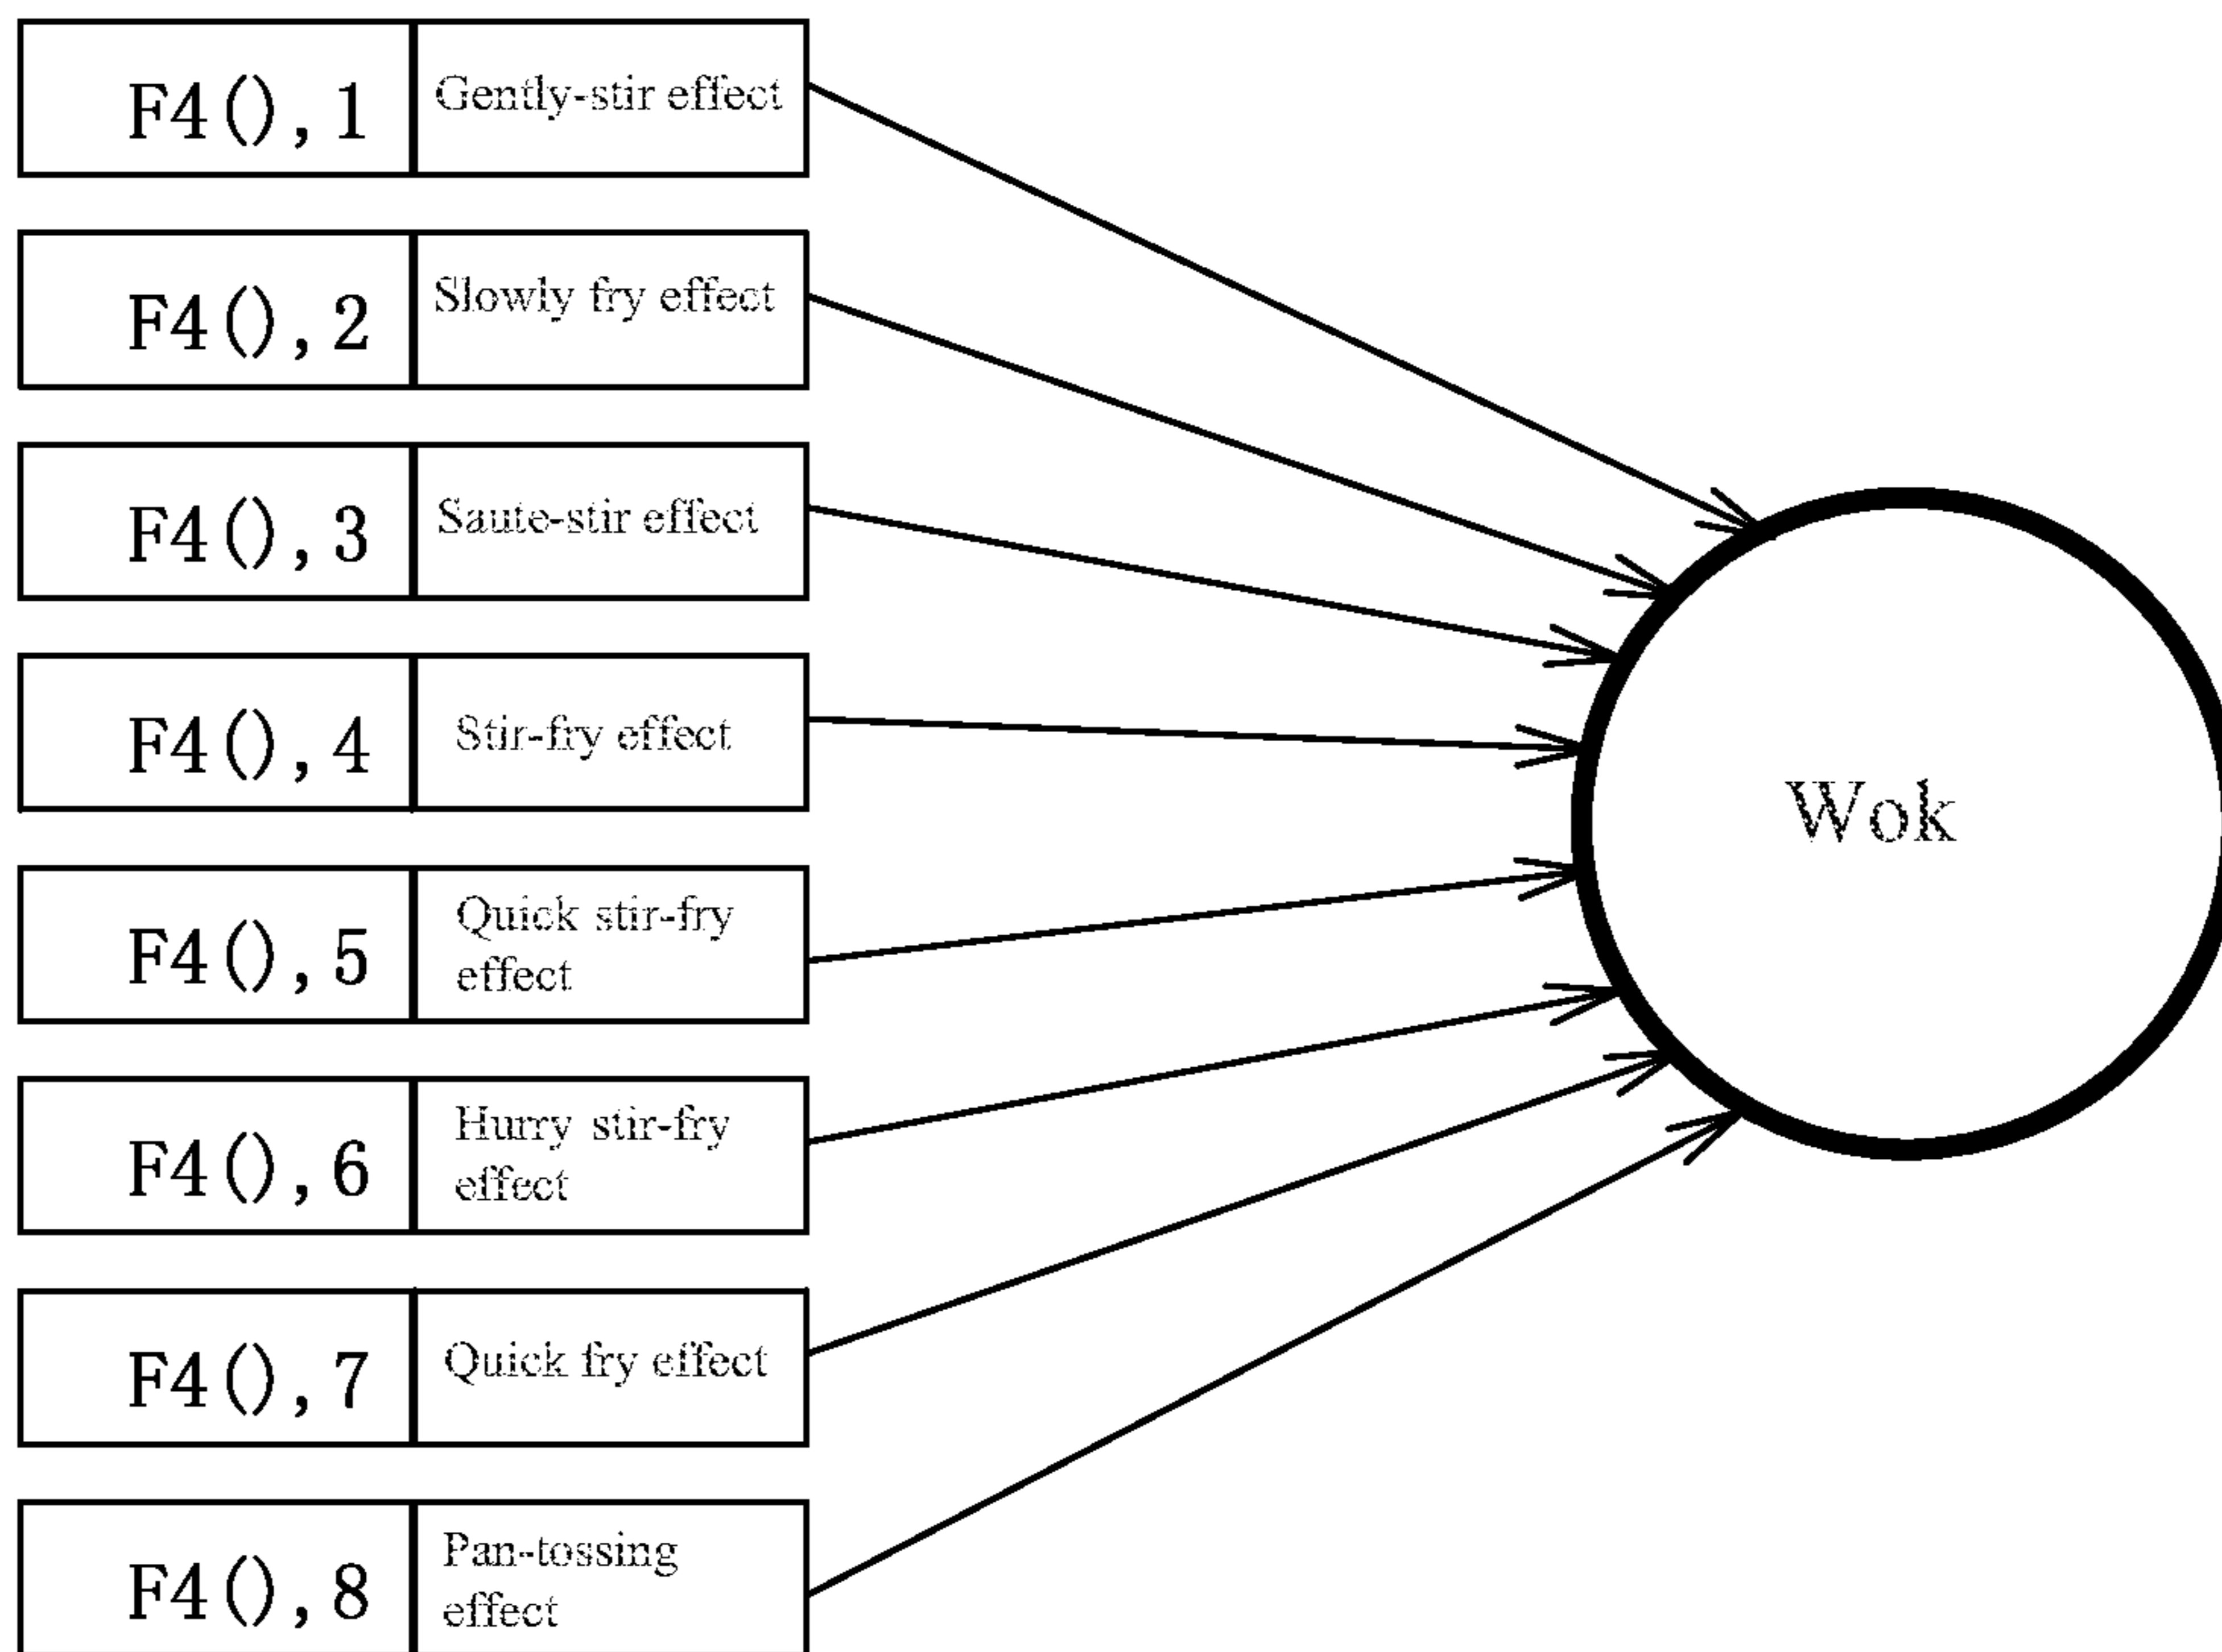 F4(),1 Gently-stir effect
F4(),2 Slowly fry effect
F4(),3 Saute-stir effect
F4(),4 Stir-fry effect
Wok
F4(),5 Quick stir-fry
effect
F4(),6 Hurry stir-fry
effect
F4(),7 Quick fry effect
F4(),8 Pan-tossing
effect